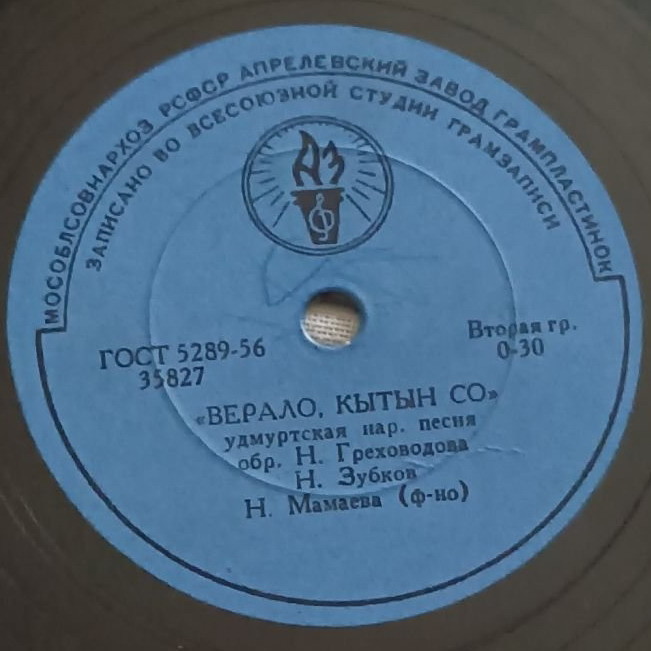 МОСОБЛСОВНАРХОЗ РСФСР АПРЕЛЕВСКИЙ ЗАВОД ГРАМПЛАСТИНОК
ЗАПИСАНО ВО ВСЕСОЮЗНОЙ СТУДИИ ГРАМЗАПИСИ
АЗ
ГОСТ 5289-56
35827
Вторая гр.
0-30
«ВЕРАЛО, КЫТЫН СО»
удмуртская нар. песня
обр. Н. Греховодова
Н. Зубков
Н. Мамаева (ф-но)